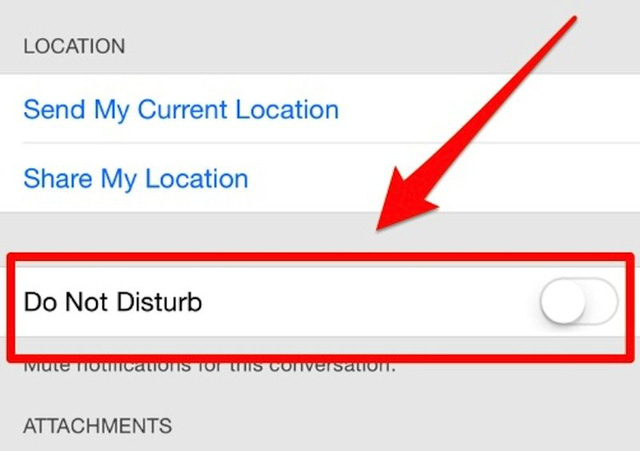 LOCATION
Send My Current Location
Share My Location
Do Not Disturb
Mute notifications for this conversation.
ATTACHMENTS